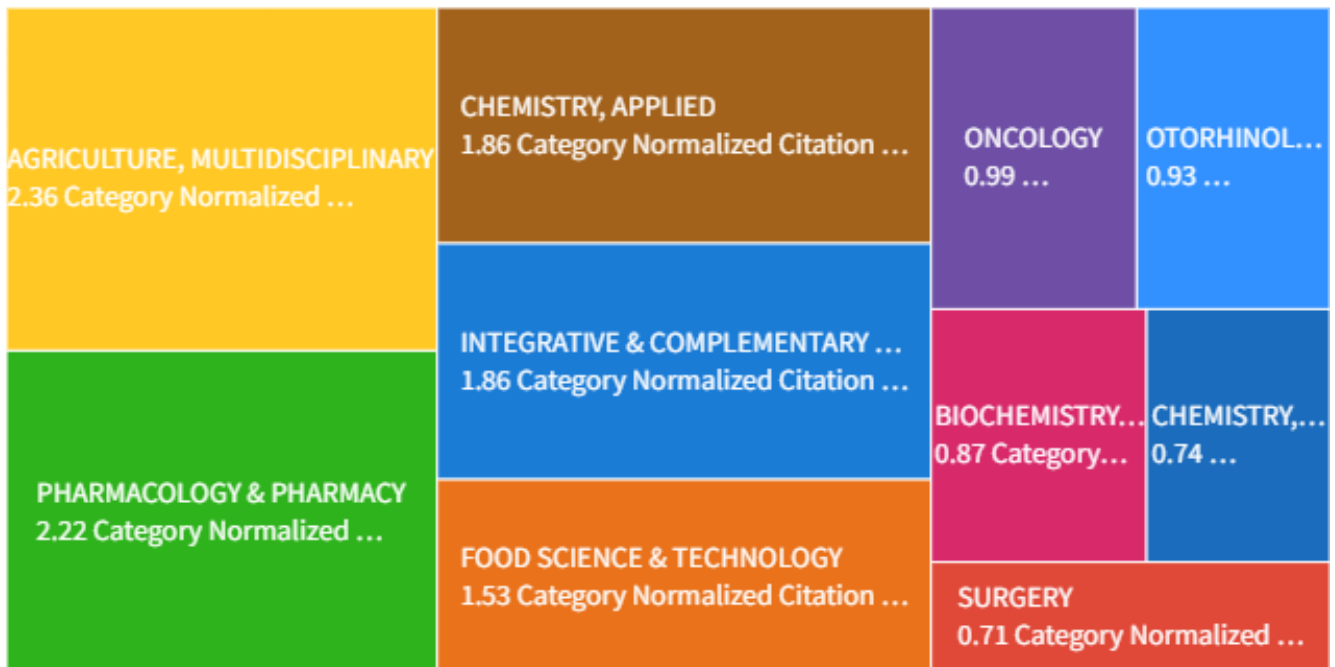 AGRICULTURE, MULTIDISCIPLINARY
2.36 Category Normalized ...
PHARMACOLOGY & PHARMACY
2.22 Category Normalized ...
CHEMISTRY, APPLIED
1.86 Category Normalized Citation ...
INTEGRATIVE & COMPLEMENTARY ...
1.86 Category Normalized Citation ...
FOOD SCIENCE & TECHNOLOGY
1.53 Category Normalized Citation ...
ONCOLOGY
0.99 ...
OTORHINOL...
0.93 ...
BIOCHEMISTRY...
0.87 Category...
CHEMISTRY,...
0.74 ...
SURGERY
0.71 Category Normalized ...